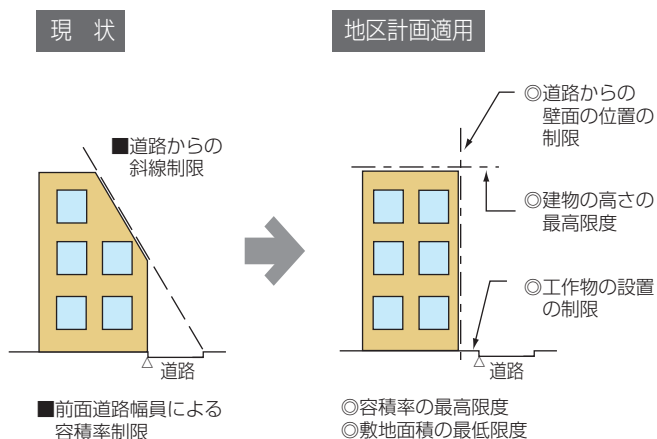 現　状
地区計画適用
■道路からの
斜線制限
◎道路からの
壁面の位置の
制限
◎建物の高さの
最高限度
◎工作物の設置
の制限
道路
道路
■前面道路幅員による
容積率制限
◎容積率の最高限度
◎敷地面積の最低限度